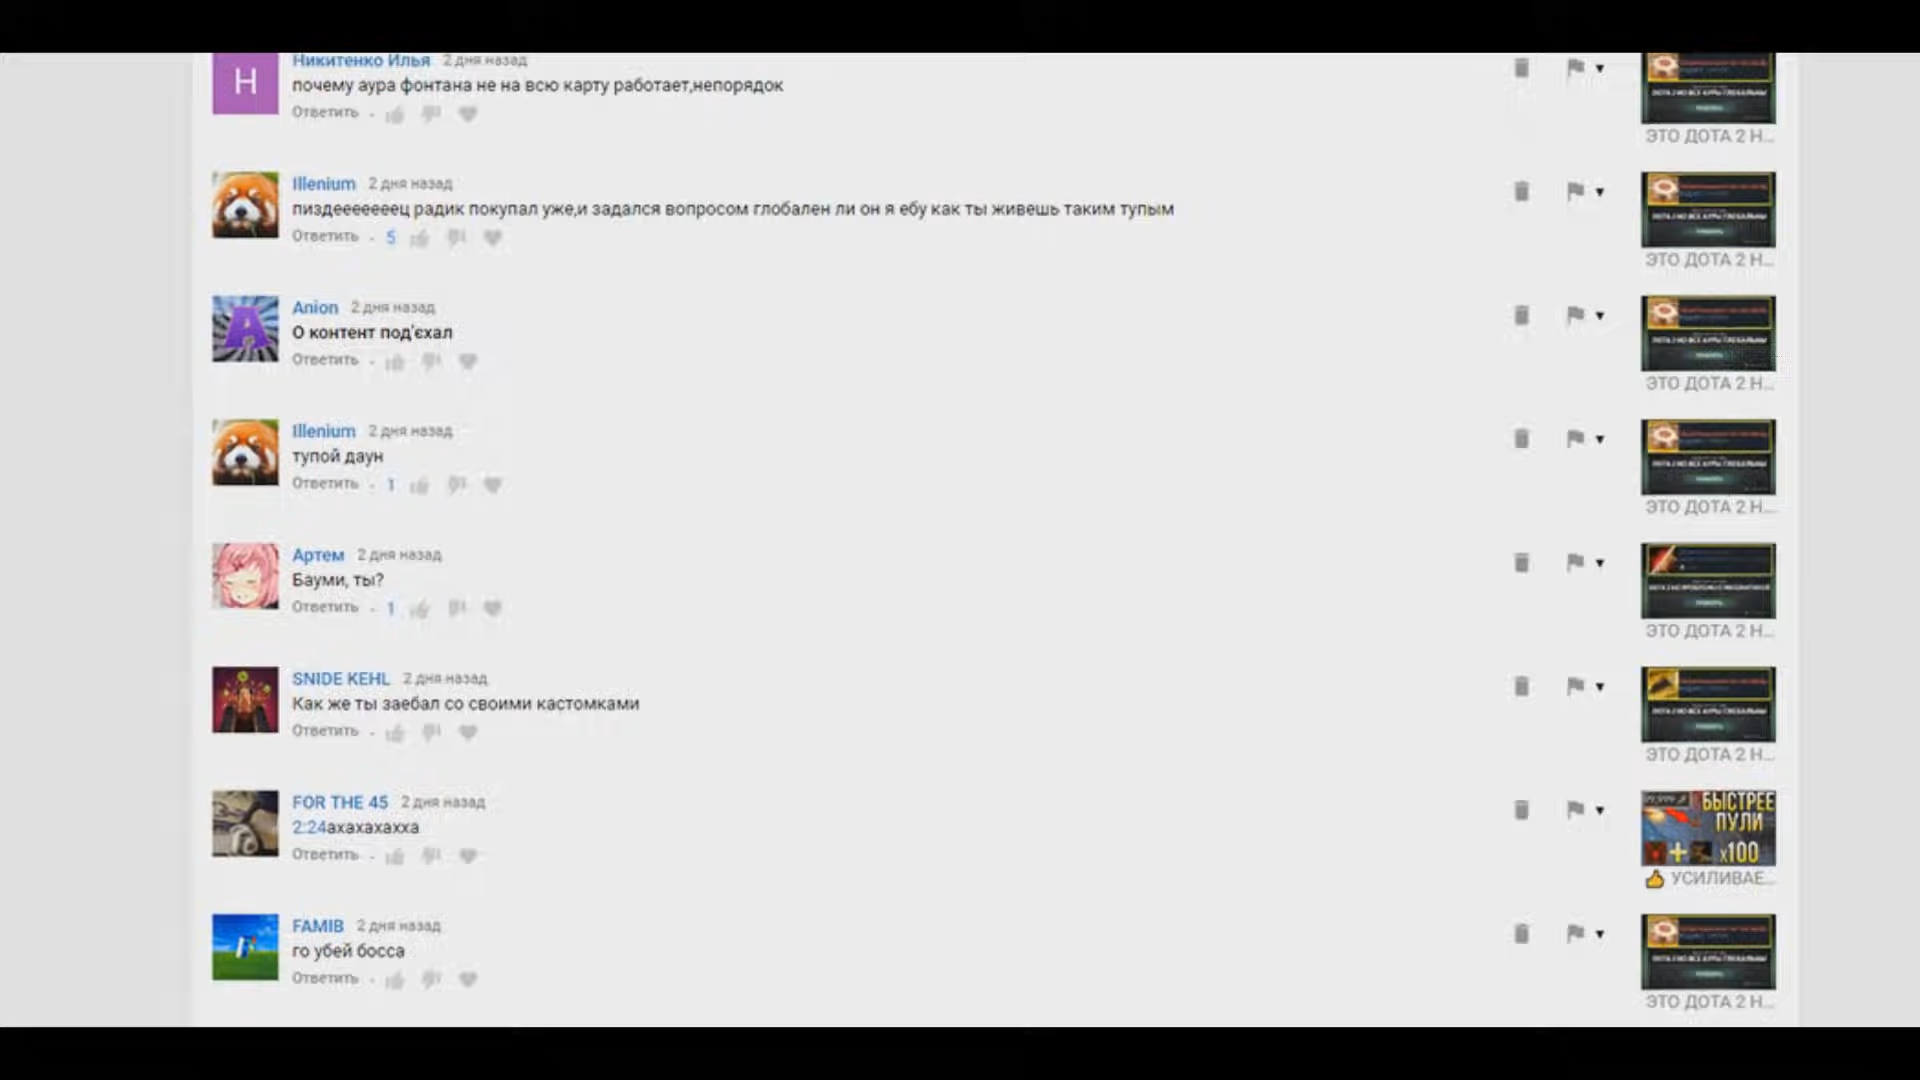 Никитенко Илья 2 дня назад
Н
почему аура фонтана не на всю карту работает,непорядок
Ответить
ЭТО ДОТА 2 Н...
Illenium 2 дня назад
пиздеееееееец радик покупал уже,и задался вопросом глобален ли он я ебу как ты живешь таким тупым
Ответить 5
ЭТО ДОТА 2 Н...
Anion 2 дня назад
A
О контент под'єхал
Ответить
ЭТО ДОТА 2 Н...
Illenium 2 дня назад
тупой даун
Ответить 1
ЭТО ДОТА 2 Н...
Артем 2 дня назад
Бауми, ты?
Ответить 1
ЭТО ДОТА 2 Н...
SNIDE KEHL 2 дня назад
Как же ты заебал со своими кастомками
Ответить
ЭТО ДОТА 2 Н...
FOR THE 45 2 дня назад
2:24ахахахахха
Ответить
БЫСТРЕЕ
ПУЛИ
x100
УСИЛИВАЕ...
FAMIB 2 дня назад
го убей босса
Ответить
ЭТО ДОТА 2 Н...